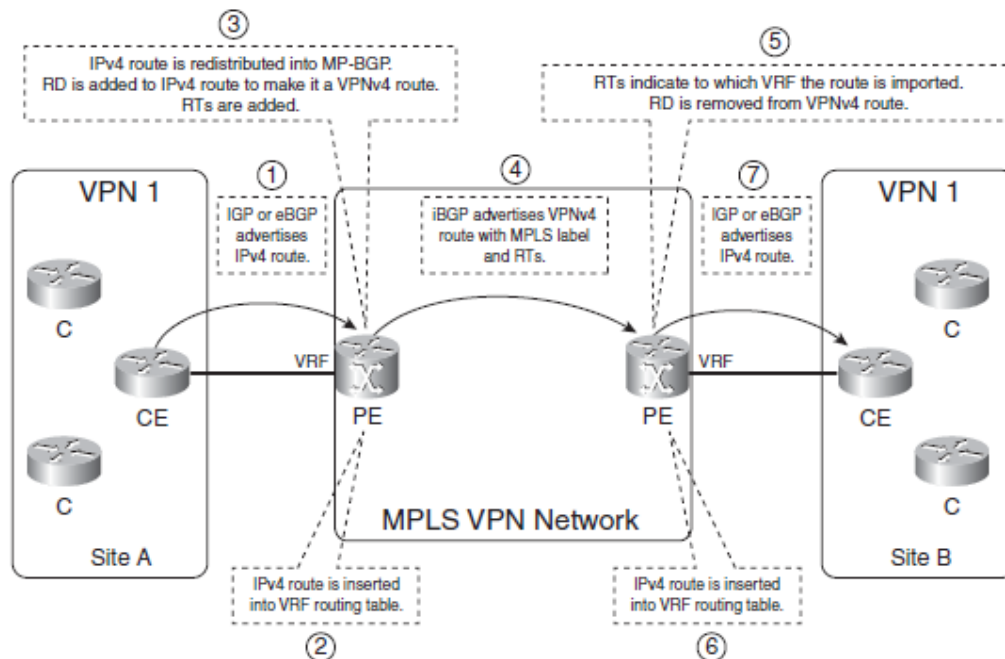 ③
IPv4 route is redistributed into MP-BGP.
RD is added to IPv4 route to make it a VPNv4 route.
RTs are added.
⑤
RTs indicate to which VRF the route is imported.
RD is removed from VPNv4 route.
VPN 1
①
IGP or eBGP
advertises
IPv4 route.
④
iBGP advertises VPNv4
route with MPLS label
and RTs.
⑦
IGP or eBGP
advertises
IPv4 route.
VPN 1
C
C
VRF
VRF
CE
PE
PE
CE
C
C
MPLS VPN Network
Site A
Site B
IPv4 route is inserted
into VRF routing table.
②
IPv4 route is inserted
into VRF routing table.
⑥